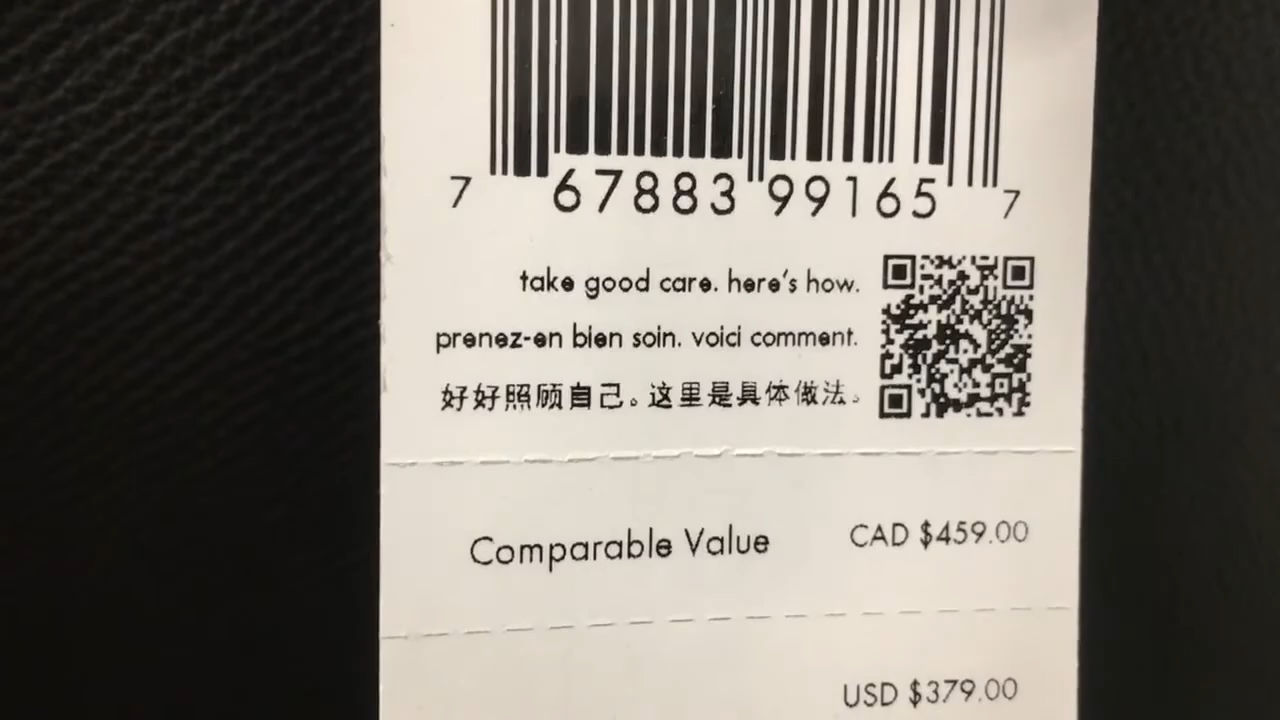 7 67883 99165 7
take good care. here's how.
prenez-en bien soin. voici comment.
好好照顾自己。这里是具体做法。
Comparable Value CAD $459.00
USD $379.00